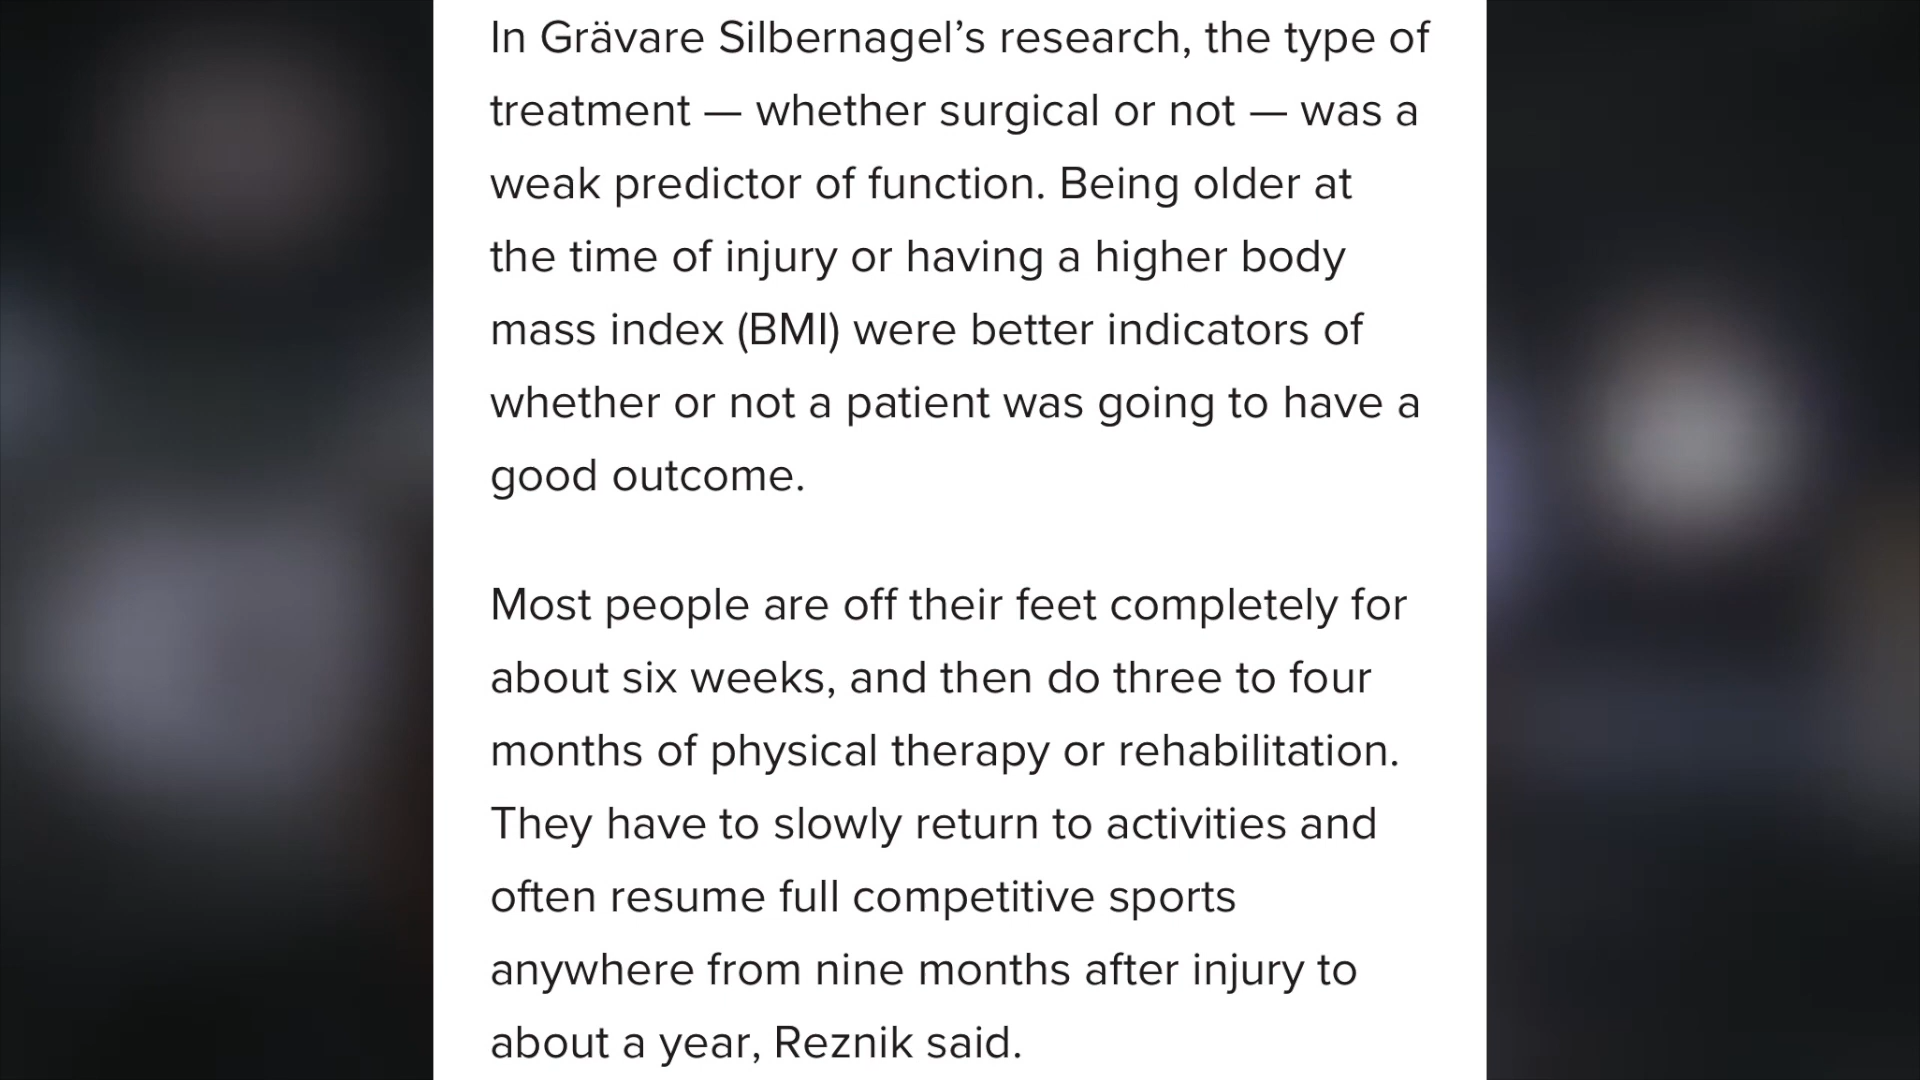 In Grävare Silbernagel’s research, the type of
treatment — whether surgical or not — was a
weak predictor of function. Being older at
the time of injury or having a higher body
mass index (BMI) were better indicators of
whether or not a patient was going to have a
good outcome.
Most people are off their feet completely for
about six weeks, and then do three to four
months of physical therapy or rehabilitation.
They have to slowly return to activities and
often resume full competitive sports
anywhere from nine months after injury to
about a year, Reznik said.